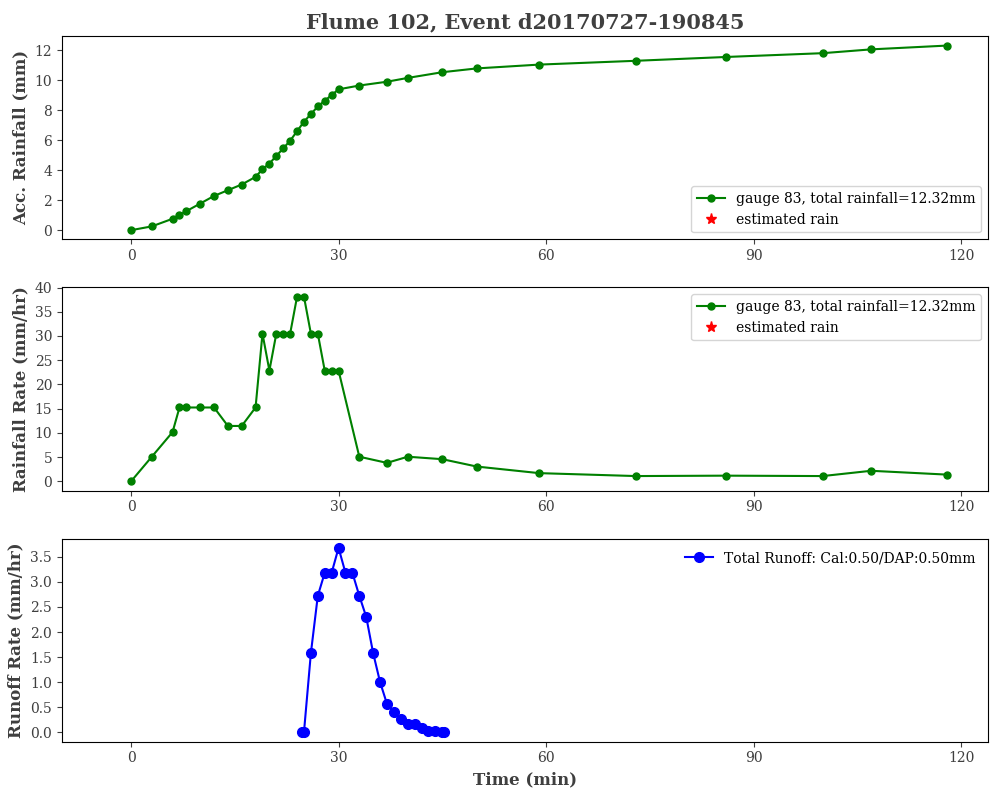 Flume 102, Event d20170727-190845
Acc. Rainfall (mm)
12
10
8
6
4
2
0
gauge 83, total rainfall=12.32mm
estimated rain
0 30 60 90 120
Rainfall Rate (mm/hr)
40
35
30
25
20
15
10
5
0
gauge 83, total rainfall=12.32mm
estimated rain
0 30 60 90 120
Runoff Rate (mm/hr)
3.5
3.0
2.5
2.0
1.5
1.0
0.5
0.0
Total Runoff: Cal:0.50/DAP:0.50mm
0 30 60 90 120
Time (min)